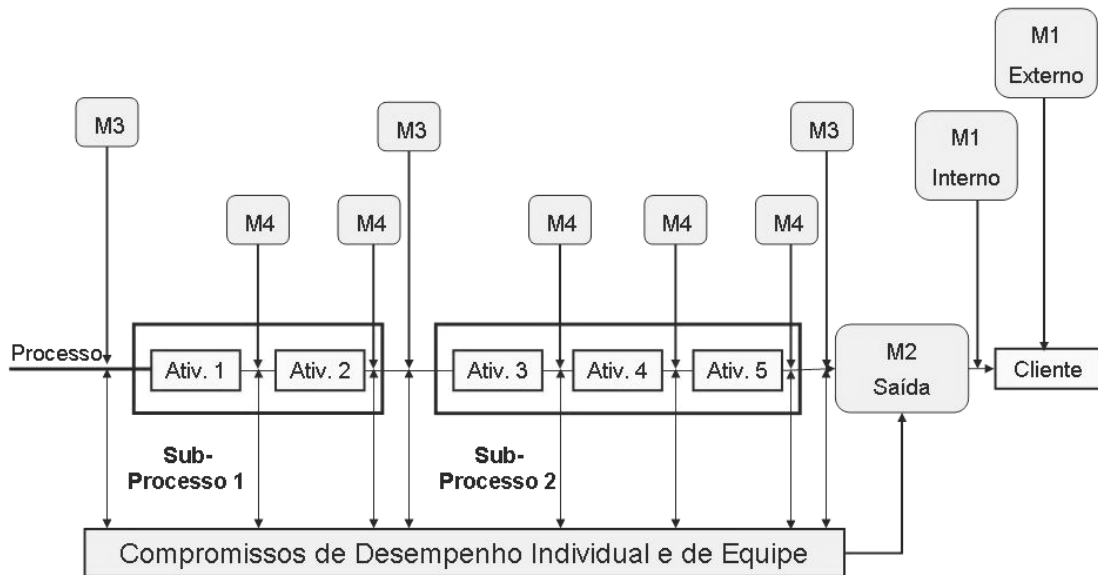 M1
Externo
M3
M3
M3
M1
Interno
M4
M4
M4
M4
M4
Processo
Ativ. 1
Ativ. 2
Ativ. 3
Ativ. 4
Ativ. 5
M2
Saída
Cliente
Sub-
Processo 1
Sub-
Processo 2
Compromissos de Desempenho Individual e de Equipe